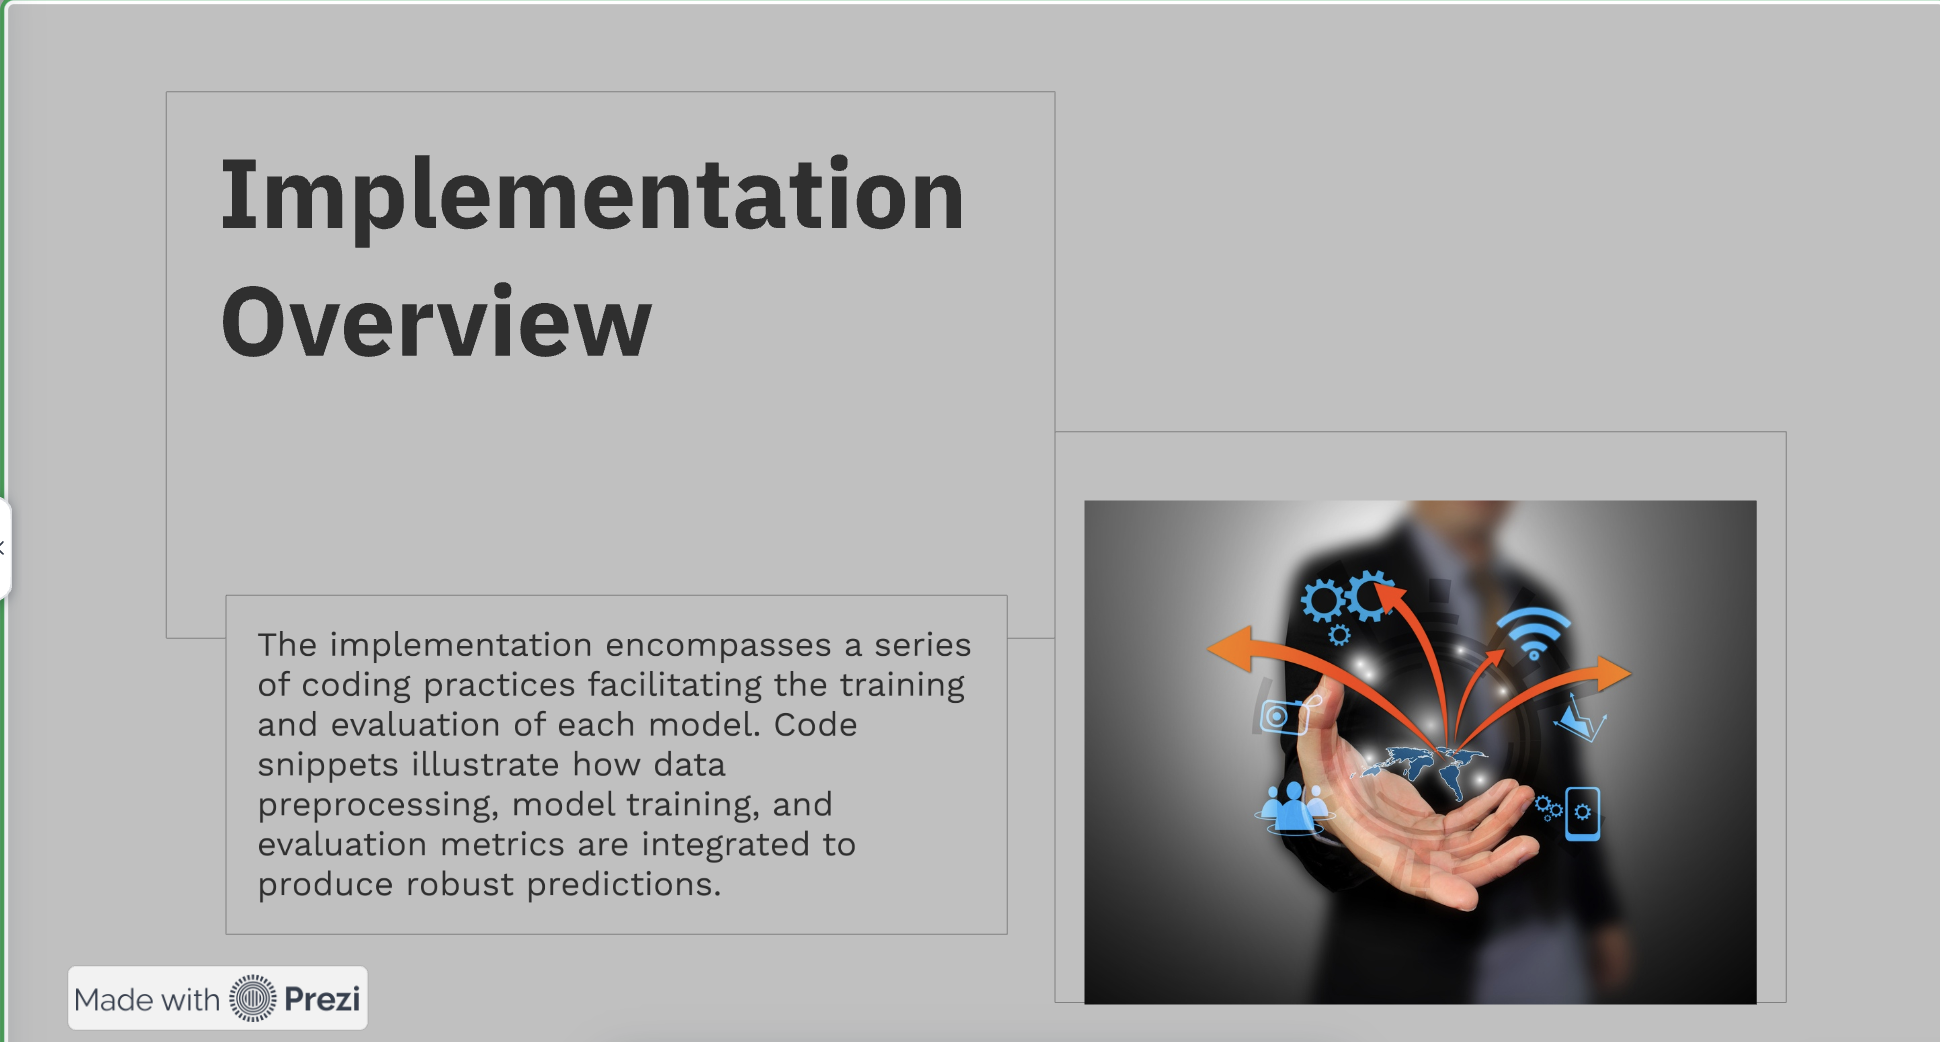 Implementation
Overview
The implementation encompasses a series
of coding practices facilitating the training
and evaluation of each model. Code
snippets illustrate how data
preprocessing, model training, and
evaluation metrics are integrated to
produce robust predictions.
Made with Prezi